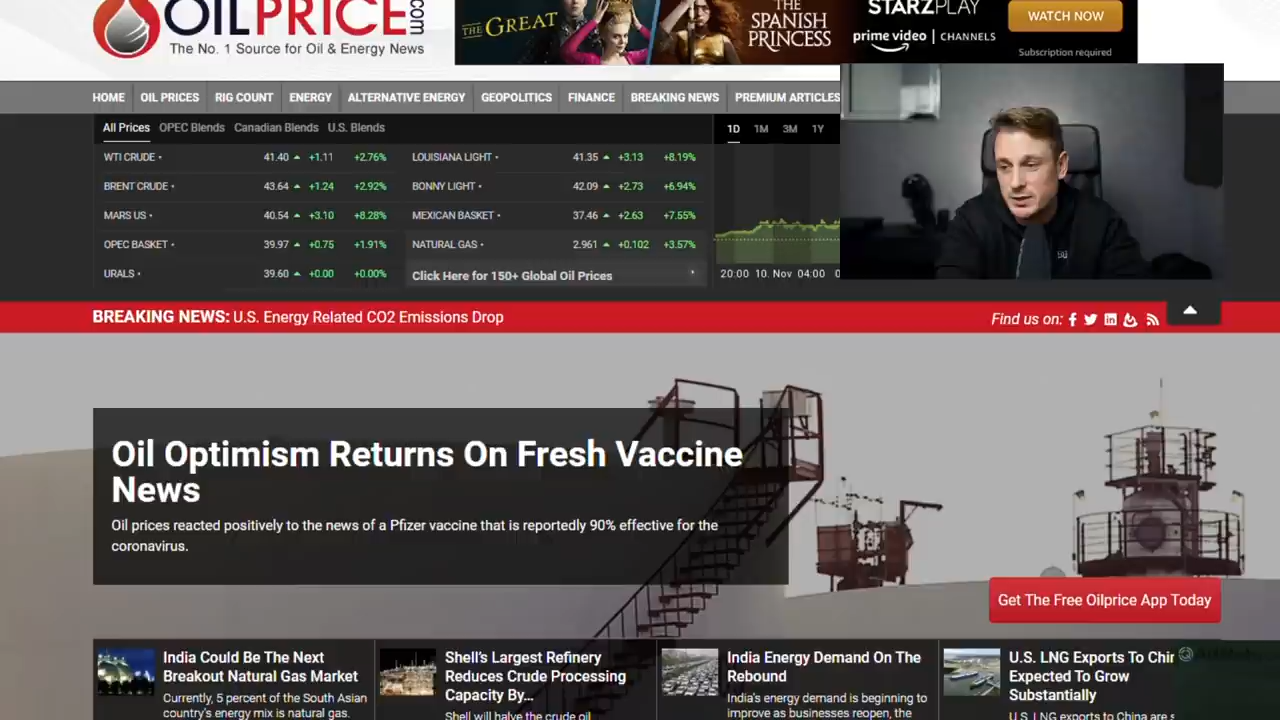 OILPRICE.com
The No. 1 Source for Oil & Energy News
THE GREAT
THE SPANISH PRINCESS
STARZPLAY
prime video | CHANNELS
WATCH NOW
Subscription required
HOME OIL PRICES RIG COUNT ENERGY ALTERNATIVE ENERGY GEOPOLITICS FINANCE BREAKING NEWS PREMIUM ARTICLES
All Prices OPEC Blends Canadian Blends U.S. Blends
1D 1M 3M 1Y
WTI CRUDE • 41.40 +1.11 +2.76% LOUISIANA LIGHT • 41.35 +3.13 +8.19%
BRENT CRUDE • 43.64 +1.24 +2.92% BONNY LIGHT • 42.09 +2.73 +6.94%
MARS US • 40.54 +3.10 +8.28% MEXICAN BASKET • 37.46 +2.63 +7.55%
OPEC BASKET • 39.97 +0.75 +1.91% NATURAL GAS • 2.961 +0.102 +3.57%
URALS • 39.60 +0.00 +0.00% Click Here for 150+ Global Oil Prices
20:00 10. Nov 04:00 0
BREAKING NEWS: U.S. Energy Related CO2 Emissions Drop
Find us on:
Oil Optimism Returns On Fresh Vaccine
News
Oil prices reacted positively to the news of a Pfizer vaccine that is reportedly 90% effective for the
coronavirus.
Get The Free Oilprice App Today
India Could Be The Next
Breakout Natural Gas Market
Currently, 5 percent of the South Asian
country's energy mix is natural gas.
Shell's Largest Refinery
Reduces Crude Processing
Capacity By...
Shell will halve the crude oil
India Energy Demand On The
Rebound
India's energy demand is beginning to
improve as businesses reopen, the
U.S. LNG Exports To Chin
Expected To Grow
Substantially
U.S. LNG exports to China are s